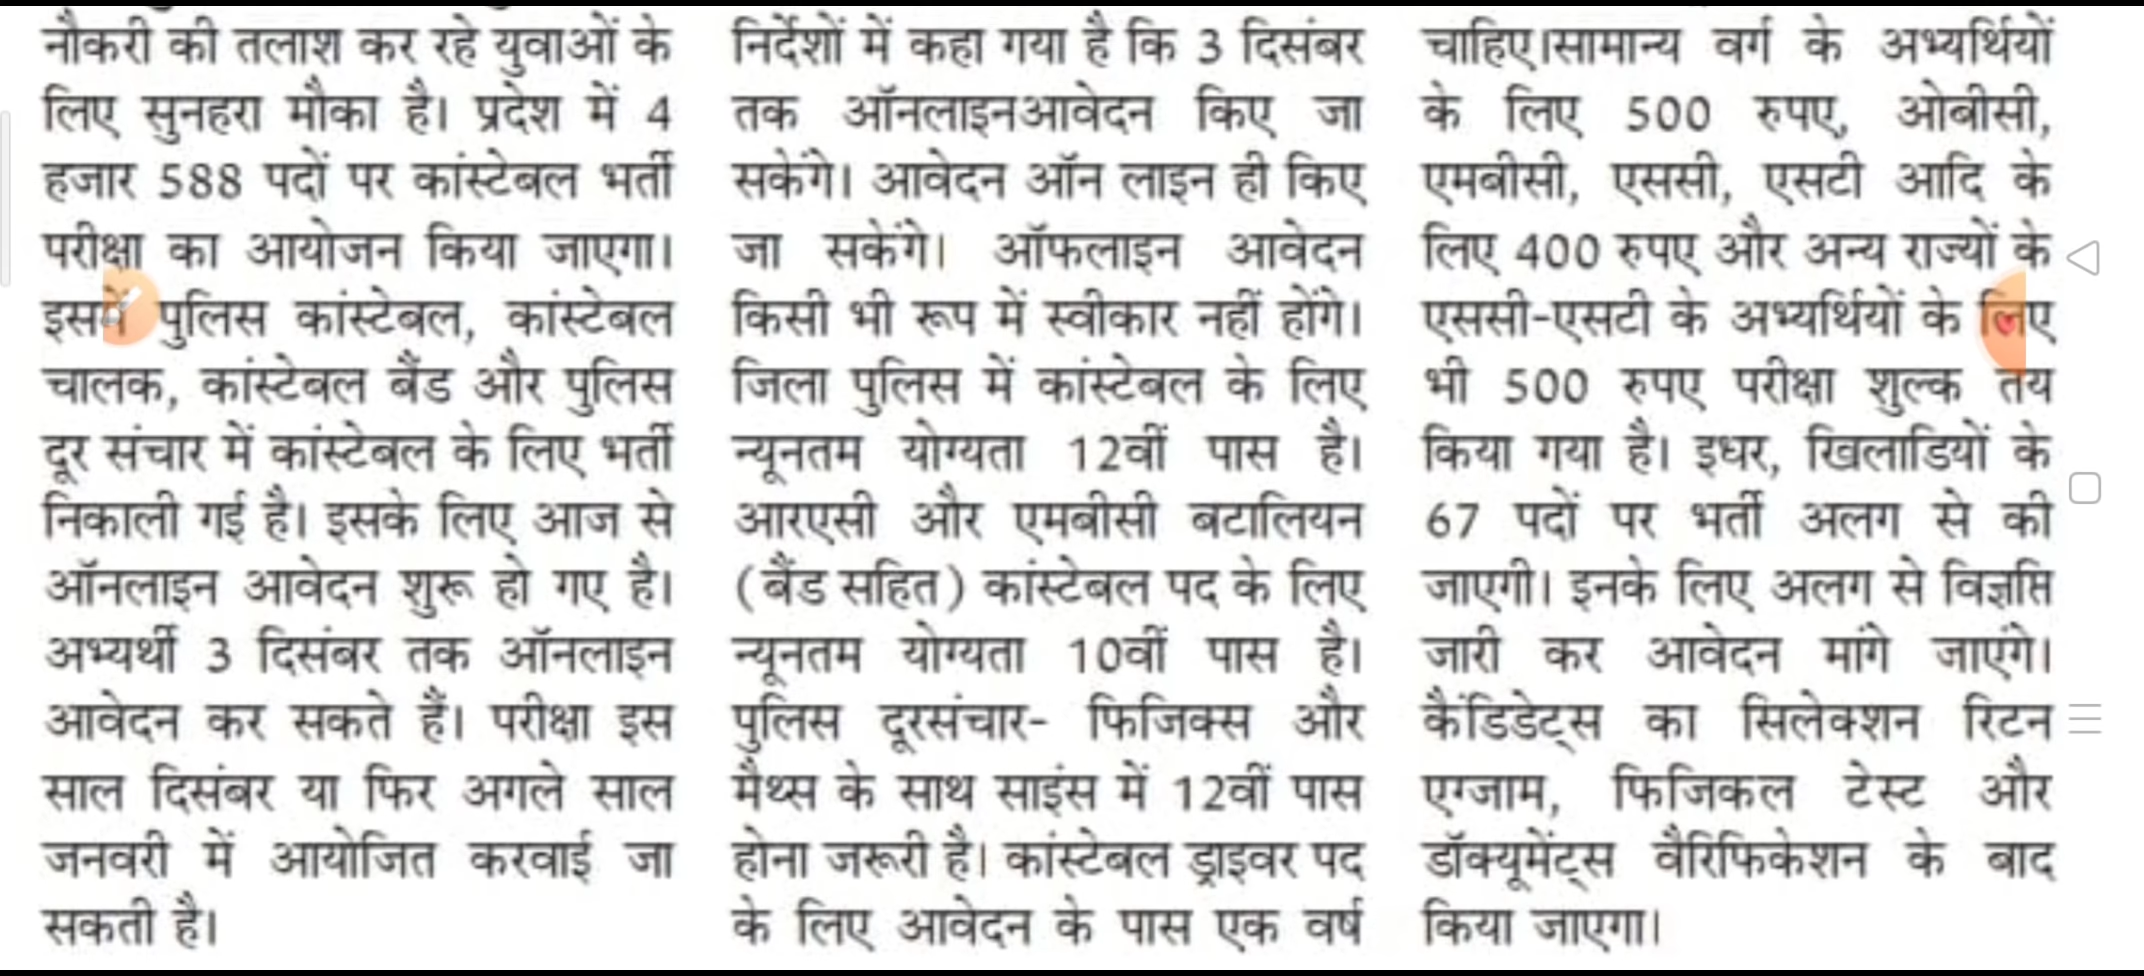 नौकरी की तलाश कर रहे युवाओं के
लिए सुनहरा मौका है। प्रदेश में 4
हजार 588 पदों पर कांस्टेबल भर्ती
परीक्षा का आयोजन किया जाएगा।
इसमें पुलिस कांस्टेबल, कांस्टेबल
चालक, कांस्टेबल बैंड और पुलिस
दूर संचार में कांस्टेबल के लिए भर्ती
निकाली गई है। इसके लिए आज से
ऑनलाइन आवेदन शुरू हो गए है।
अभ्यर्थी 3 दिसंबर तक ऑनलाइन
आवेदन कर सकते हैं। परीक्षा इस
साल दिसंबर या फिर अगले साल
जनवरी में आयोजित करवाई जा
सकती है।
निर्देशों में कहा गया है कि 3 दिसंबर
तक ऑनलाइनआवेदन किए जा
सकेंगे। आवेदन ऑन लाइन ही किए
जा सकेंगे। ऑफलाइन आवेदन
किसी भी रूप में स्वीकार नहीं होंगे।
जिला पुलिस में कांस्टेबल के लिए
न्यूनतम योग्यता 12वीं पास है।
आरएसी और एमबीसी बटालियन
(बैंड सहित) कांस्टेबल पद के लिए
न्यूनतम योग्यता 10वीं पास है।
पुलिस दूरसंचार- फिजिक्स और
मैथ्स के साथ साइंस में 12वीं पास
होना जरूरी है। कांस्टेबल ड्राइवर पद
के लिए आवेदन के पास एक वर्ष
चाहिए।सामान्य वर्ग के अभ्यर्थियों
के लिए 500 रुपए, ओबीसी,
एमबीसी, एससी, एसटी आदि के
लिए 400 रुपए और अन्य राज्यों के
एससी-एसटी के अभ्यर्थियों के लिए
भी 500 रुपए परीक्षा शुल्क तय
किया गया है। इधर, खिलाडियों के
67 पदों पर भर्ती अलग से की
जाएगी। इनके लिए अलग से विज्ञप्ति
जारी कर आवेदन मांगे जाएंगे।
कैंडिडेट्स का सिलेक्शन रिटन
एग्जाम, फिजिकल टेस्ट और
डॉक्यूमेंट्स वैरिफिकेशन के बाद
किया जाएगा।